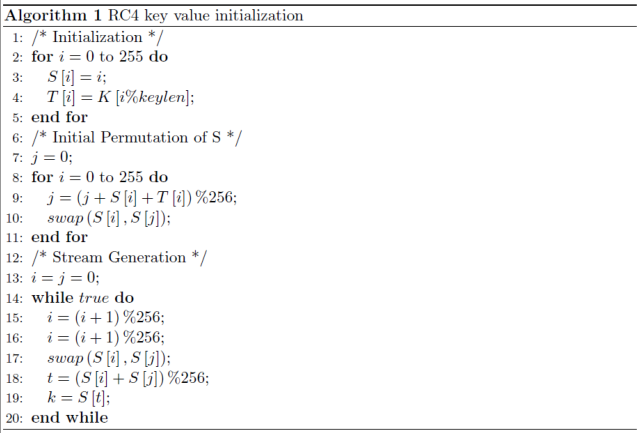 Algorithm 1 RC4 key value initialization
1: /* Initialization */
2: for i = 0 to 255 do
3: S [i] = i;
4: T [i] = K [i%keylen];
5: end for
6: /* Initial Permutation of S */
7: j = 0;
8: for i = 0 to 255 do
9: j = (j + S [i] + T [i]) %256;
10: swap (S [i] , S [j]);
11: end for
12: /* Stream Generation */
13: i = j = 0;
14: while true do
15: i = (i + 1) %256;
16: i = (i + 1) %256;
17: swap (S [i] , S [j]);
18: t = (S [i] + S [j]) %256;
19: k = S [t];
20: end while